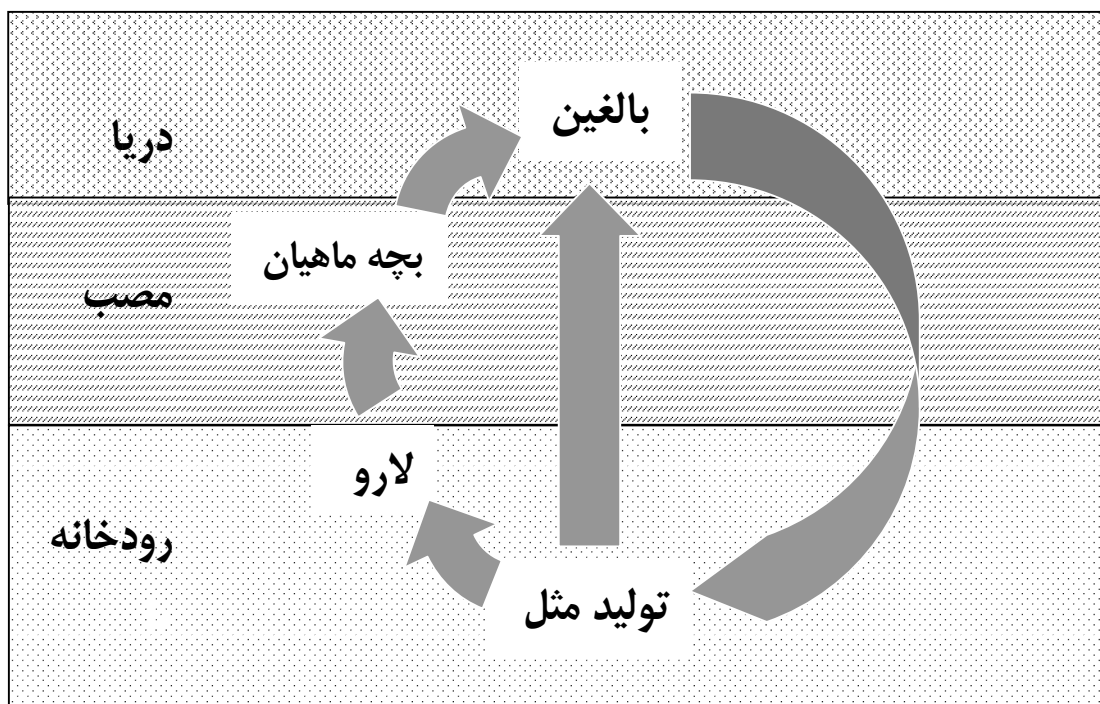 بالغین
دریا
بچه ماهیان
مصب
لارو
رودخانه
تولید مثل